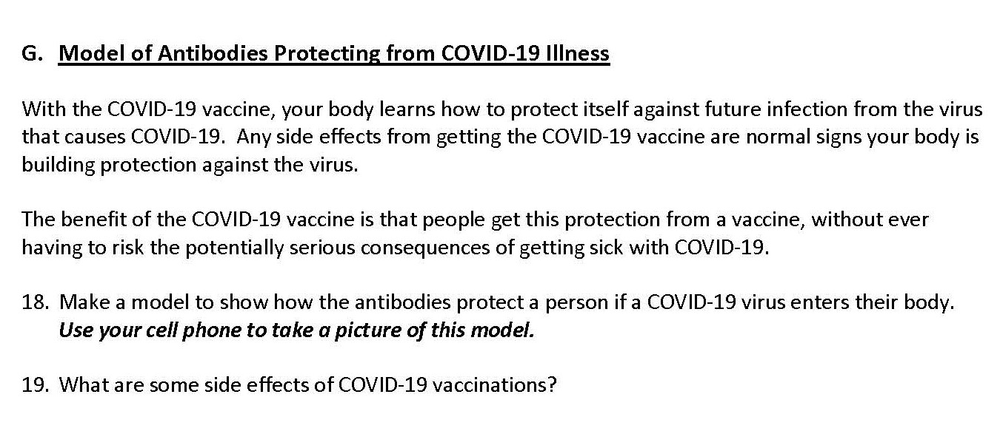 G. Model of Antibodies Protecting from COVID-19 Illness
With the COVID-19 vaccine, your body learns how to protect itself against future infection from the virus
that causes COVID-19. Any side effects from getting the COVID-19 vaccine are normal signs your body is
building protection against the virus.
The benefit of the COVID-19 vaccine is that people get this protection from a vaccine, without ever
having to risk the potentially serious consequences of getting sick with COVID-19.
18. Make a model to show how the antibodies protect a person if a COVID-19 virus enters their body.
Use your cell phone to take a picture of this model.
19. What are some side effects of COVID-19 vaccinations?